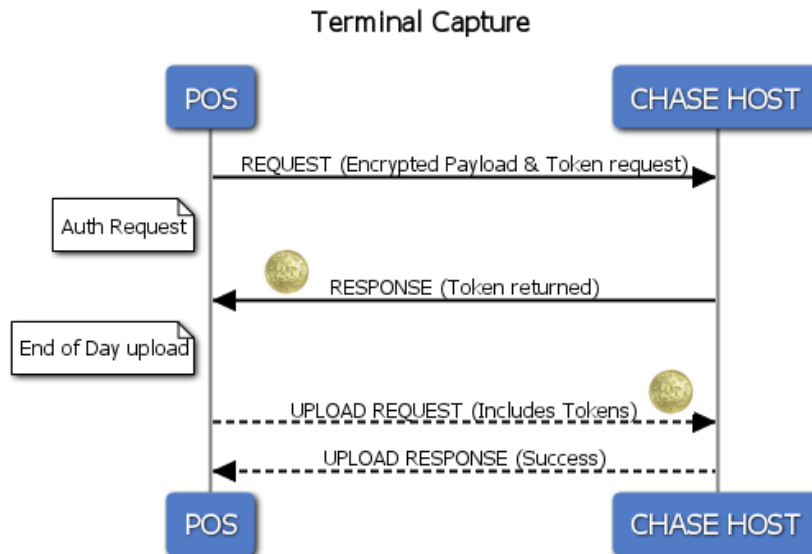 Terminal Capture
POS
CHASE HOST
REQUEST (Encrypted Payload & Token request)
Auth Request
RESPONSE (Token returned)
End of Day upload
UPLOAD REQUEST (Includes Tokens)
UPLOAD RESPONSE (Success)
POS
CHASE HOST